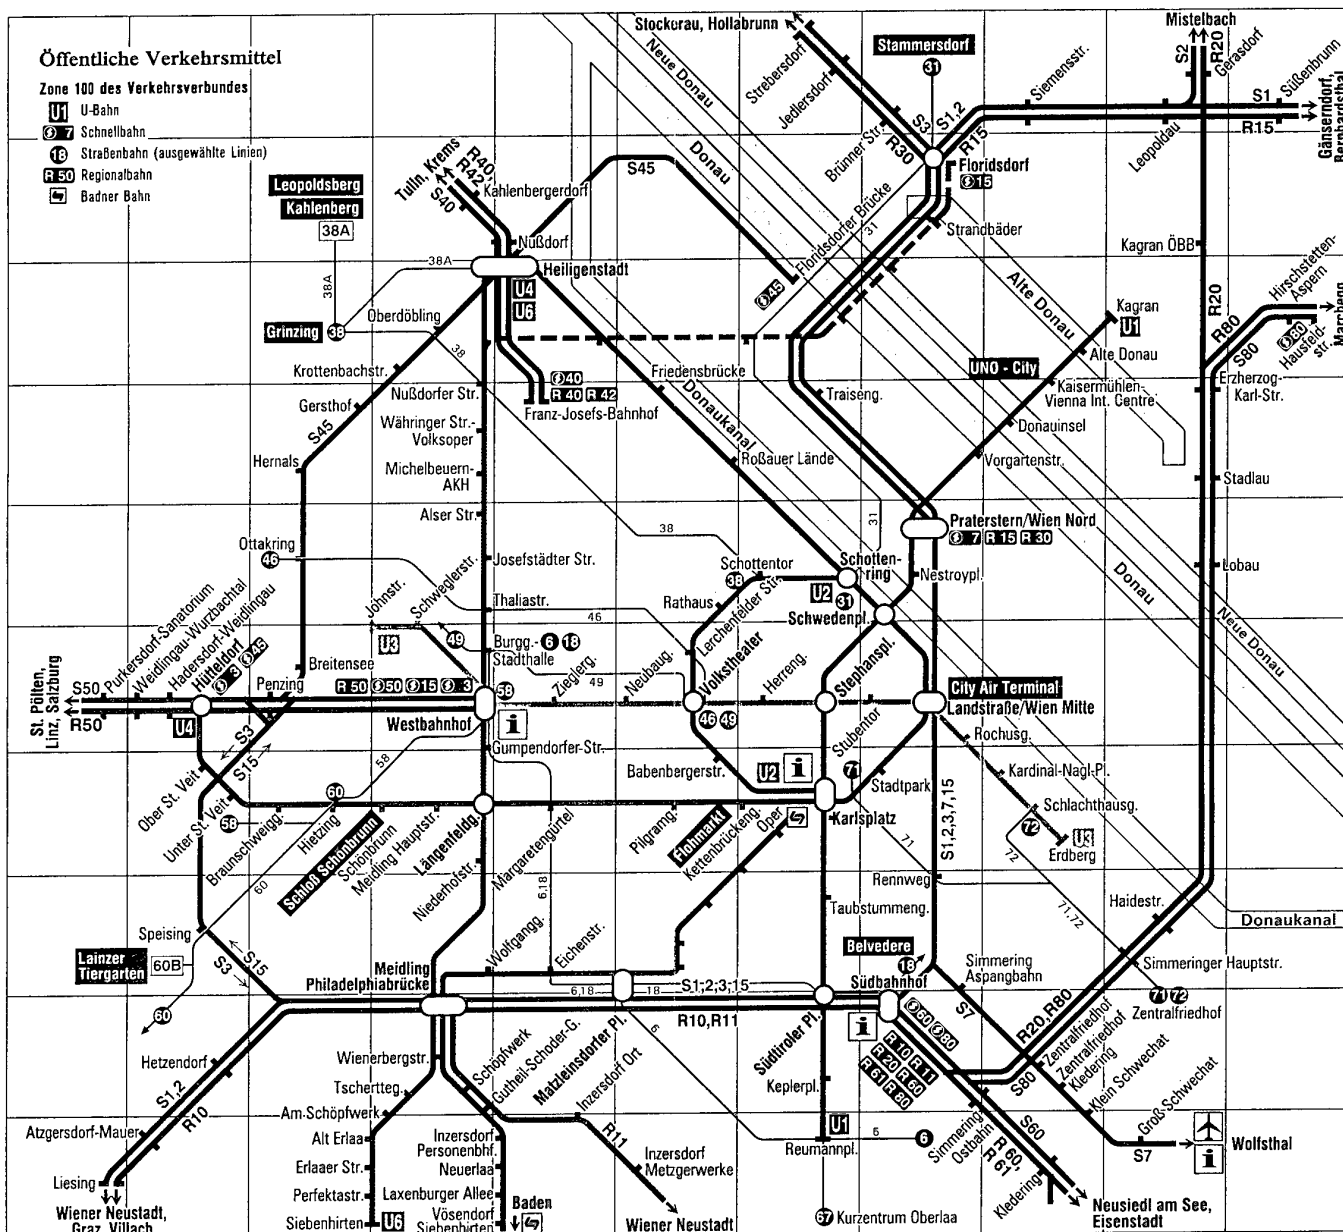 Öffentliche Verkehrsmittel
Zone 100 des Verkehrsverbundes
U1 U-Bahn
7 Schnellbahn
18 Straßenbahn (ausgewählte Linien)
R 50 Regionalbahn
Badner Bahn
Stockerau, Hollabrunn
Stammersdorf
31
Mistelbach
S2
R20
Gerasdorf
Süßenbrunn
Siemensstr.
S1
R15
Gänserndorf,
Bernhardsthal
Leopoldau
Strebersdorf
Jedlersdorf
Brünner Str.
S3
R30
S1,2
R15
Floridsdorf
15
Neue Donau
Donau
Tulln, Krems
R40,
R42
S40
Kahlenbergerdorf
S45
Leopoldsberg
Kahlenberg
38A
38A
38A
Nußdorf
Heiligenstadt
U4
U6
Floridsdorfer Brücke
31
45
Strandbäder
Kagran ÖBB
Alte Donau
Hirschstetten-
Aspern
Marchegg
80
Hausfeld-
str.
R20
R80
S80
Kagran
U1
Grinzing
38
Oberdöbling
38
Krottenbachstr.
Gersthof
S45
Hernals
Nußdorfer Str.
40
R 40 R 42
Franz-Josefs-Bahnhof
Friedensbrücke
Donaukanal
Traiseng.
UNO - City
Alte Donau
Kaisermühlen-
Vienna Int. Centre
Donauinsel
Vorgartenstr.
Erzherzog-
Karl-Str.
Währinger Str.-
Volksoper
Michelbeuern-
AKH
Alser Str.
Roßauer Lände
Stadlau
38
31
Praterstern/Wien Nord
7 R 15 R 30
Ottakring
46
Josefstädter Str.
Schottentor
38
Schotten-
ring
Nestroypl.
Lobau
Donau
Thaliastr.
46
Rathaus
Lerchenfelder Str.
U2
31
Schwedenpl.
Neue Donau
Johnstr.
Schweglerstr.
U3
49
Burgg.- 6 18
Stadthalle
Purkersdorf-Sanatorium
Weidlingau-Wurzbachtal
Hadersdorf-Weidlingau
Hütteldorf
3 45
Breitensee
Penzing
R 50 50 15 3
58
Westbahnhof
i
Zieglerg.
49
Neubaug.
Volkstheater
46 49
Herreng.
Stephanspl.
Stubentor
City Air Terminal
Landstraße/Wien Mitte
St. Pölten,
Linz, Salzburg
S50
R50
U4
S3
S15
58
Gumpendorfer-Str.
Rochusg.
Kardinal-Nagl-Pl.
Babenbergerstr.
U2 i
71
Stadtpark
Schlachthausg.
72
Erdberg
U3
Ober St. Veit
Unter St. Veit
58
60
Braunschweigg.
Hietzing
Schloß Schönbrunn
Schönbrunn
Meidling Hauptstr.
Längenfeldg.
Niederhofstr.
Margaretengürtel
Pilgramg.
Flohmarkt
Kettenbrückeng.
Oper
Karlsplatz
71
72
S1,2,3,7,15
60
6,18
Rennweg
71,72
Haidestr.
Donaukanal
Taubstummeng.
Speising
Lainzer
Tiergarten
60B
60
S3
S15
Meidling
Philadelphiabrücke
Wolfgangg.
Eichenstr.
Belvedere
18
Südbahnhof
Simmering
Aspangbahn
Simmeringer Hauptstr.
71 72
Zentralfriedhof
6,18
18
S1,2,3,15
R10,R11
S7
R20,R80
S80
6
i
60 80
R 10 R 11
R 20 R 60
R 61
R 80
Zentralfriedhof
Zentralfriedhof
Kledering
Klein Schwechat
Groß Schwechat
S7
Wolfsthal
i
Hetzendorf
S1,2
R10
Atzgersdorf-Mauer
Liesing
Wiener Neustadt,
Graz, Villach
Wienerbergstr.
Tschertteg.
Am Schöpfwerk
Alt Erlaa
Erlaaer Str.
Perfektastr.
Siebenhirten
U6
Schöpfwerk
Gutheil-Schoder-G.
Matzleinsdorfer Pl.
Inzersdorf Ort
R11
Inzersdorf
Personenbhf.
Neuerlaa
Laxenburger Allee
Vösendorf
Siebenhirten
Baden
Inzersdorf
Metzgerwerke
Wiener Neustadt
Südtiroler Pl.
Keplerpl.
U1
Reumannpl.
6
6
67 Kurzentrum Oberlaa
Simmering
Ostbahn
S60
R 60,
R 61
Kledering
Neusiedl am See,
Eisenstadt